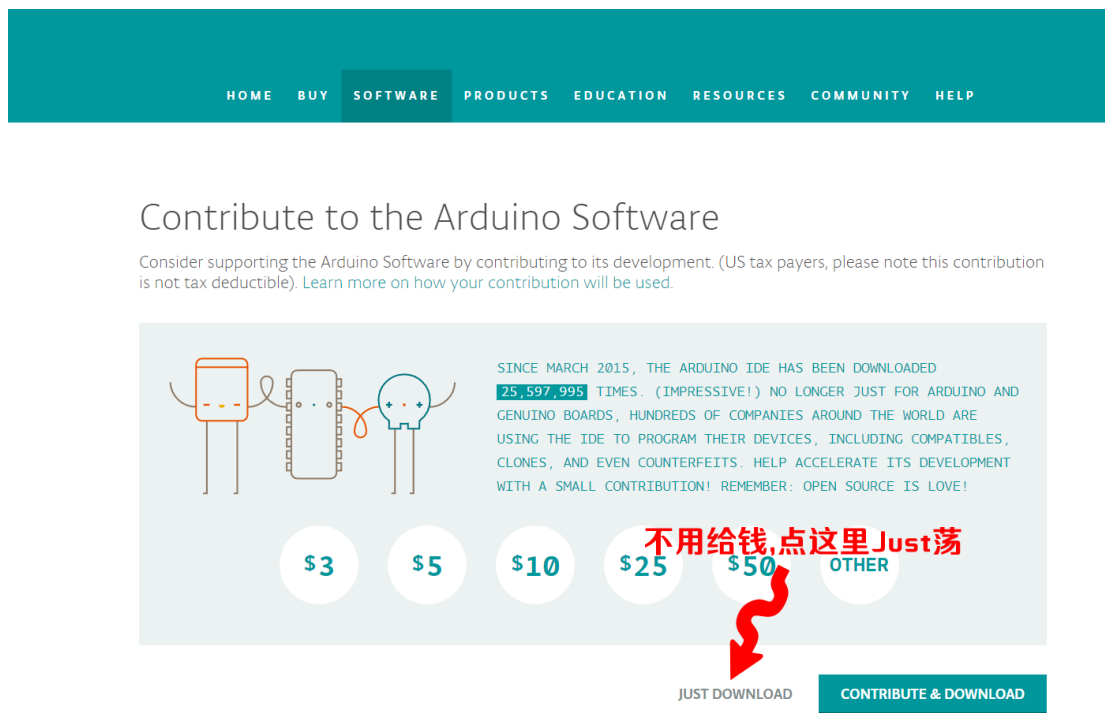 HOME BUY SOFTWARE PRODUCTS EDUCATION RESOURCES COMMUNITY HELP
Contribute to the Arduino Software
Consider supporting the Arduino Software by contributing to its development. (US tax payers, please note this contribution
is not tax deductible). Learn more on how your contribution will be used.
SINCE MARCH 2015, THE ARDUINO IDE HAS BEEN DOWNLOADED
25,597,995 TIMES. (IMPRESSIVE!) NO LONGER JUST FOR ARDUINO AND
GENUINO BOARDS, HUNDREDS OF COMPANIES AROUND THE WORLD ARE
USING THE IDE TO PROGRAM THEIR DEVICES, INCLUDING COMPATIBLES,
CLONES, AND EVEN COUNTERFEITS. HELP ACCELERATE ITS DEVELOPMENT
WITH A SMALL CONTRIBUTION! REMEMBER: OPEN SOURCE IS LOVE!
不用给钱,点这里Just荡
$3 $5 $10 $25 $50 OTHER
JUST DOWNLOAD CONTRIBUTE & DOWNLOAD